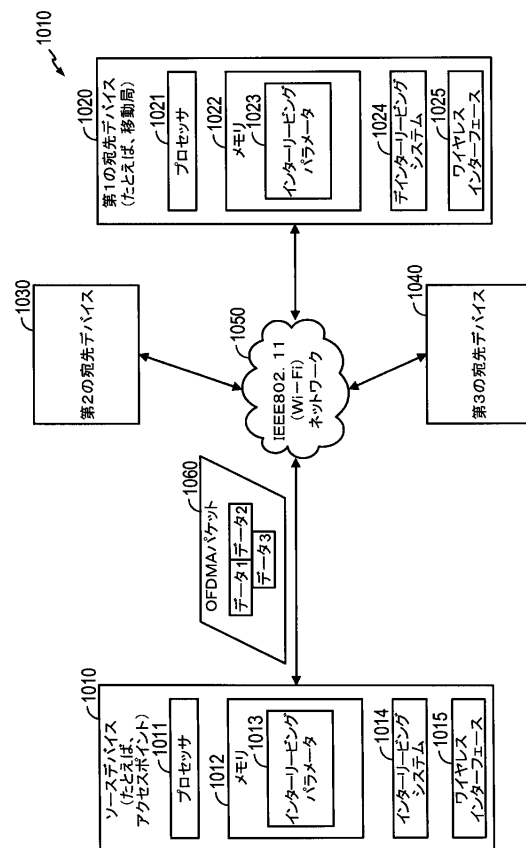 1010
1010
ソースデバイス
(たとえば、
アクセスポイント)
1011
プロセッサ
1012
メモリ
1013
インターリービング
パラメータ
1014
インターリービング
システム
1015
ワイヤレス
インターフェース
1060
OFDMAパケット
データ1
データ2
データ3
1030
第2の宛先デバイス
1050
IEEE802. 11
(Wi-Fi)
ネットワーク
1040
第3の宛先デバイス
1020
第1の宛先デバイス
(たとえば、移動局)
1021
プロセッサ
1022
メモリ
1023
インターリービング
パラメータ
1024
デインターリービング
システム
1025
ワイヤレス
インターフェース